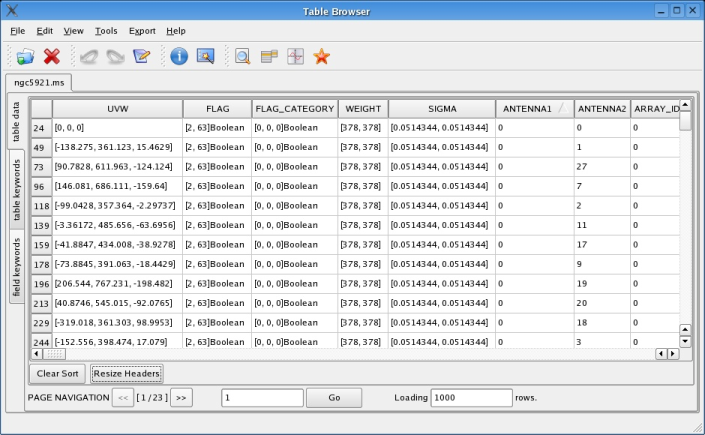 Table Browser
File Edit View Tools Export Help
ngc5921.ms
table data
table keywords
field keywords
UVW FLAG FLAG_CATEGORY WEIGHT SIGMA ANTENNA1 ANTENNA2 ARRAY_ID
24 [0, 0, 0] [2, 63]Boolean [0, 0, 0]Boolean [378, 378] [0.0514344, 0.0514344] 0 0 0
49 [-138.275, 361.123, 15.4629] [2, 63]Boolean [0, 0, 0]Boolean [378, 378] [0.0514344, 0.0514344] 0 1 0
73 [90.7828, 611.963, -124.124] [2, 63]Boolean [0, 0, 0]Boolean [378, 378] [0.0514344, 0.0514344] 0 27 0
96 [146.081, 686.111, -159.64] [2, 63]Boolean [0, 0, 0]Boolean [378, 378] [0.0514344, 0.0514344] 0 7 0
118 [-99.0428, 357.364, -2.29737] [2, 63]Boolean [0, 0, 0]Boolean [378, 378] [0.0514344, 0.0514344] 0 2 0
139 [-3.36172, 485.656, -63.6956] [2, 63]Boolean [0, 0, 0]Boolean [378, 378] [0.0514344, 0.0514344] 0 11 0
159 [-41.8847, 434.008, -38.9278] [2, 63]Boolean [0, 0, 0]Boolean [378, 378] [0.0514344, 0.0514344] 0 17 0
178 [-73.8845, 391.063, -18.4429] [2, 63]Boolean [0, 0, 0]Boolean [378, 378] [0.0514344, 0.0514344] 0 9 0
196 [206.544, 767.231, -198.482] [2, 63]Boolean [0, 0, 0]Boolean [378, 378] [0.0514344, 0.0514344] 0 19 0
213 [40.8746, 545.015, -92.0765] [2, 63]Boolean [0, 0, 0]Boolean [378, 378] [0.0514344, 0.0514344] 0 20 0
229 [-319.018, 361.303, 98.9953] [2, 63]Boolean [0, 0, 0]Boolean [378, 378] [0.0514344, 0.0514344] 0 18 0
244 [-152.556, 398.474, 17.079] [2, 63]Boolean [0, 0, 0]Boolean [378, 378] [0.0514344, 0.0514344] 0 3 0
Clear Sort Resize Headers
PAGE NAVIGATION << [ 1 / 23 ] >> 1 Go Loading 1000 rows.